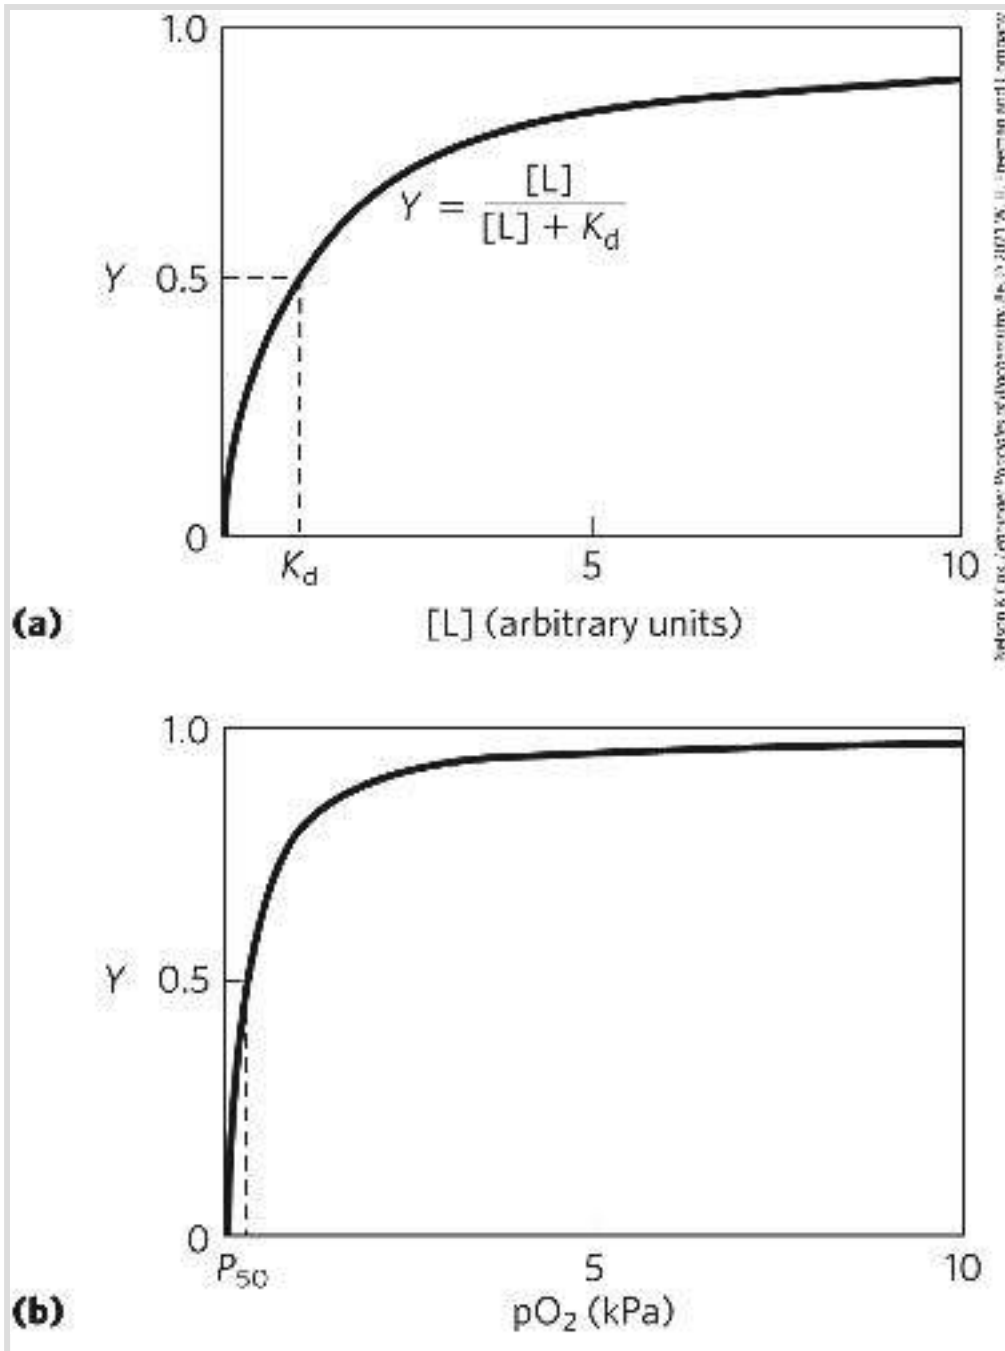 1.0
Y = [L] / [L] + Kd
Y 0.5
0
Kd 5 10
(a) [L] (arbitrary units)
1.0
Y 0.5
0
P50 5 10
(b) pO2 (kPa)